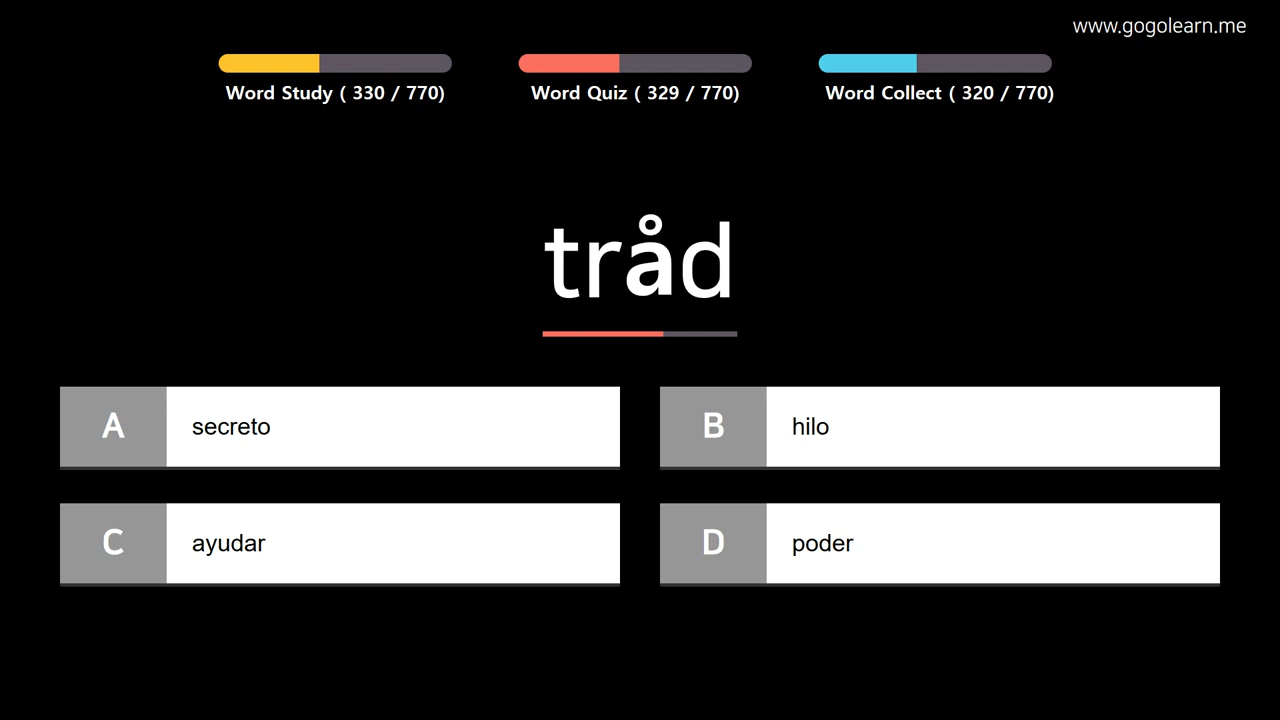 www.gogolearn.me
Word Study ( 330 / 770)
Word Quiz ( 329 / 770)
Word Collect ( 320 / 770)
tråd
A
secreto
B
hilo
C
ayudar
D
poder